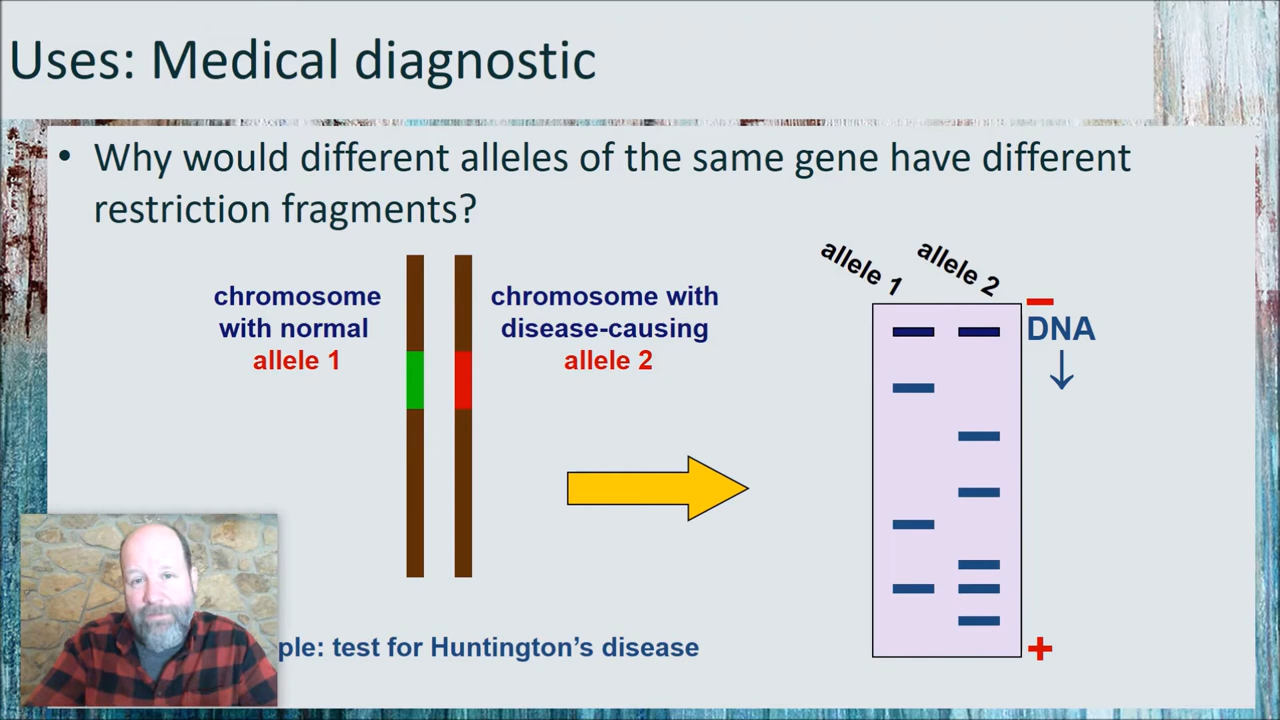 Uses: Medical diagnostic
• Why would different alleles of the same gene have different
restriction fragments?
chromosome
with normal
allele 1
chromosome with
disease-causing
allele 2
allele 1
allele 2
–
DNA
↓
+
ple: test for Huntington's disease